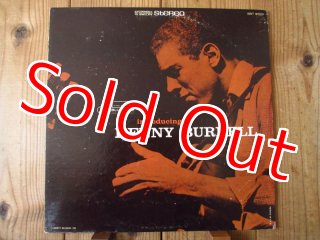 STEREO
introducing
KENNY BURRELL
Sold Out